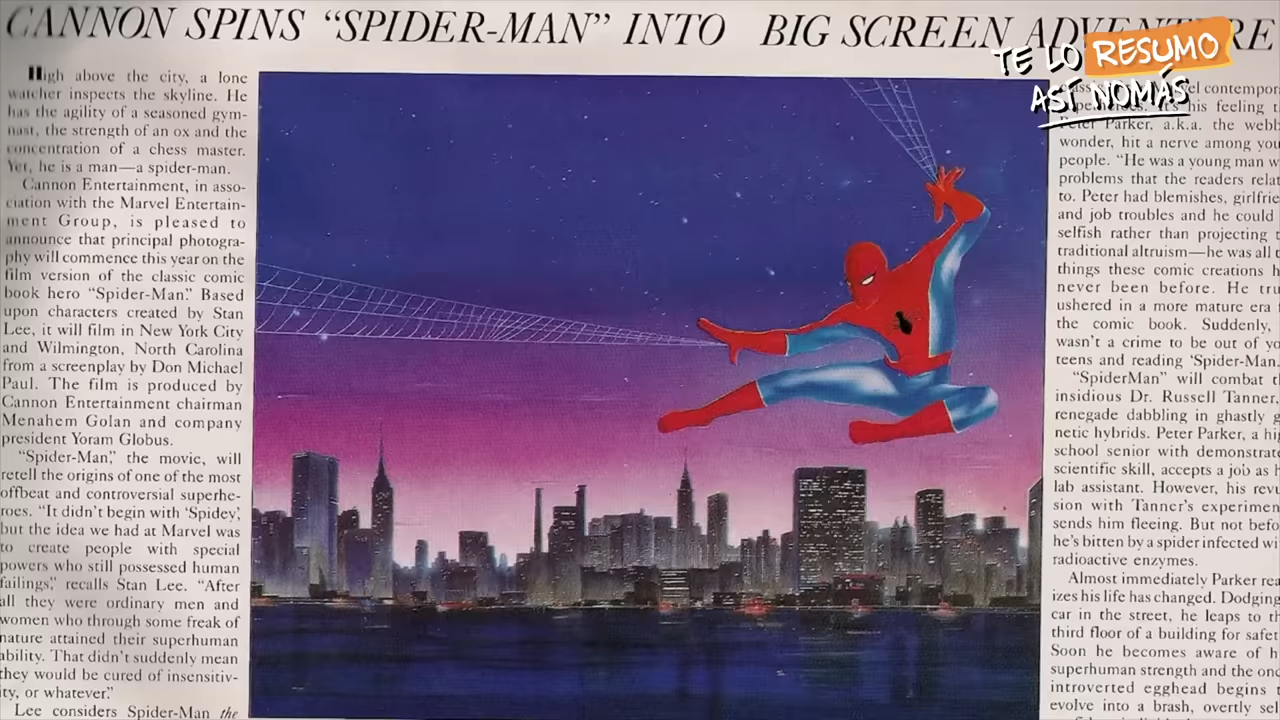 CANNON SPINS “SPIDER-MAN” INTO BIG SCREEN ADVENTURE
TE LO RESUMO
ASÍ NOMÁS
High above the city, a lone
watcher inspects the skyline. He
has the agility of a seasoned gym-
nast, the strength of an ox and the
concentration of a chess master.
Yet, he is a man—a spider-man.
Cannon Entertainment, in asso-
ciation with the Marvel Entertain-
ment Group, is pleased to
announce that principal photogra-
phy will commence this year on the
film version of the classic comic
book hero “Spider-Man.” Based
upon characters created by Stan
Lee, it will film in New York City
and Wilmington, North Carolina
from a screenplay by Don Michael
Paul. The film is produced by
Cannon Entertainment chairman
Menahem Golan and company
president Yoram Globus.
“Spider-Man,” the movie, will
retell the origins of one of the most
offbeat and controversial superhe-
roes. “It didn’t begin with ‘Spidey’,
but the idea we had at Marvel was
to create people with special
powers who still possessed human
failings,” recalls Stan Lee. “After
all they were ordinary men and
women who through some freak of
nature attained their superhuman
ability. That didn’t suddenly mean
they would be cured of insensitiv-
ity, or whatever.”
Lee considers Spider-Man the
contempor
his feeling
Peter Parker, a.k.a. the webb
wonder, hit a nerve among you
people. “He was a young man w
problems that the readers relat
to. Peter had blemishes, girlfrie
and job troubles and he could
selfish rather than projecting
traditional altruism—he was all
things these comic creations h
never been before. He tru
ushered in a more mature era
the comic book. Suddenly,
wasn’t a crime to be out of yo
teens and reading ‘Spider-Man.
“SpiderMan” will combat t
insidious Dr. Russell Tanner,
renegade dabbling in ghastly g
netic hybrids. Peter Parker, a hi
school senior with demonstrat
scientific skill, accepts a job as
lab assistant. However, his revu
sion with Tanner’s experimen
sends him fleeing. But not befo
he’s bitten by a spider infected wi
radioactive enzymes.
Almost immediately Parker rea
izes his life has changed. Dodging
car in the street, he leaps to th
third floor of a building for safet
Soon he becomes aware of h
superhuman strength and the onc
introverted egghead begins
evolve into a brash, overtly sel